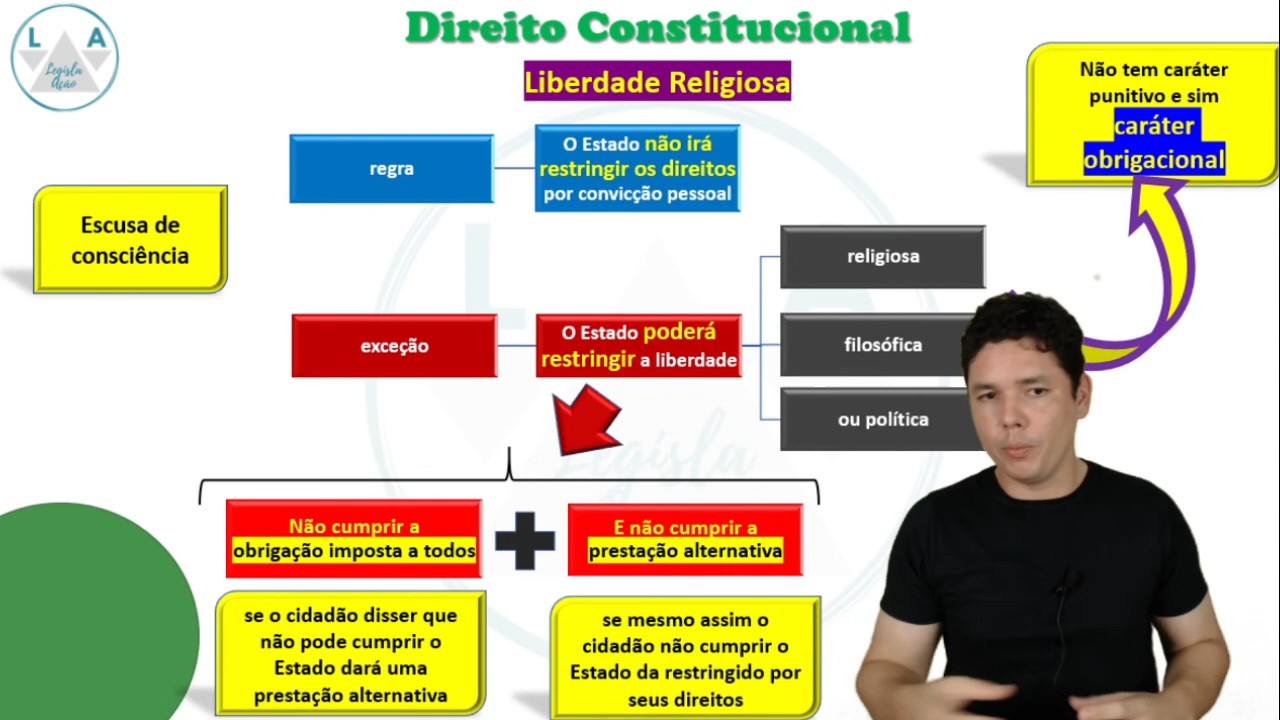 L A
Legisla
Ação
Direito Constitucional
Liberdade Religiosa
Não tem caráter
punitivo e sim
caráter
obrigacional
regra
O Estado não irá
restringir os direitos
por convicção pessoal
Escusa de
consciência
religiosa
exceção
O Estado poderá
restringir a liberdade
filosófica
ou política
L
Legisla
Não cumprir a
obrigação imposta a todos
E não cumprir a
prestação alternativa
se o cidadão disser que
não pode cumprir o
Estado dará uma
prestação alternativa
se mesmo assim o
cidadão não cumprir o
Estado da restringido por
seus direitos